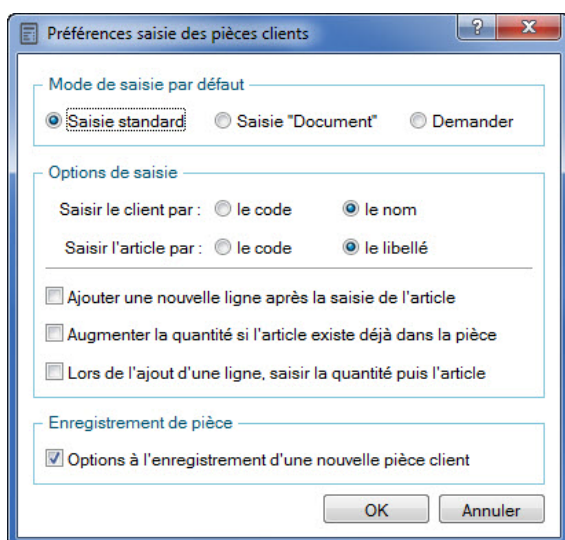 Préférences saisie des pièces clients
Mode de saisie par défaut
Saisie standard Saisie "Document" Demander
Options de saisie
Saisir le client par : le code le nom
Saisir l'article par : le code le libellé
Ajouter une nouvelle ligne après la saisie de l'article
Augmenter la quantité si l'article existe déjà dans la pièce
Lors de l'ajout d'une ligne, saisir la quantité puis l'article
Enregistrement de pièce
Options à l'enregistrement d'une nouvelle pièce client
OK Annuler